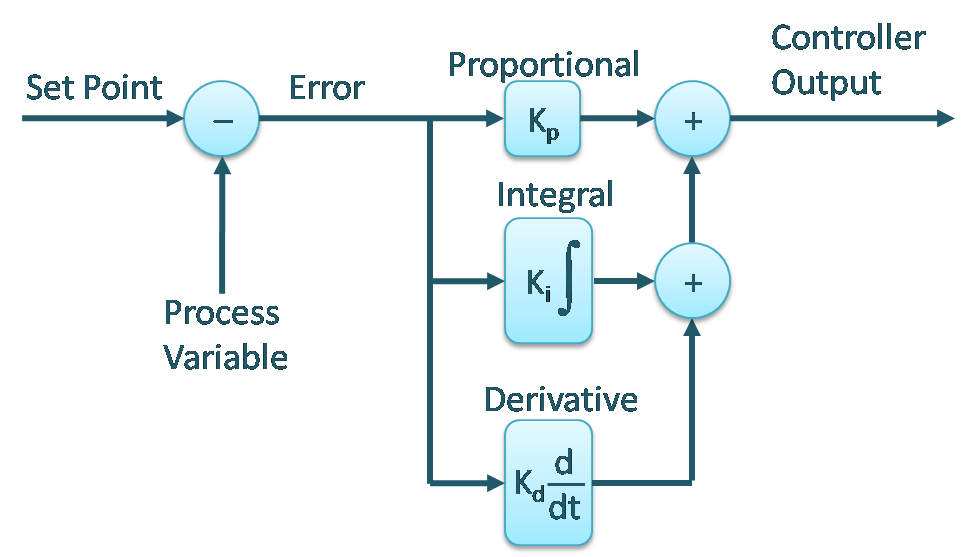 Set Point
−
Error
Proportional
Kp
+
Controller
Output
Integral
Ki ∫
+
Process
Variable
Derivative
Kd d/dt